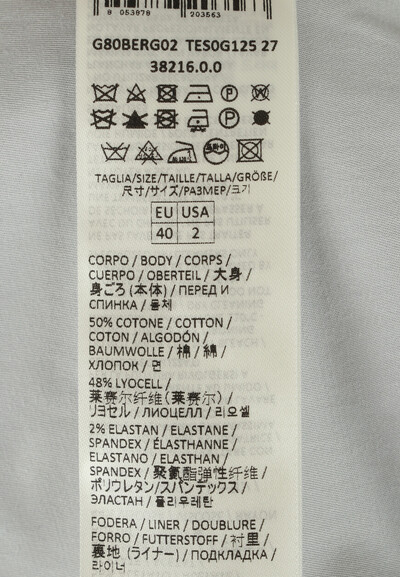 8 053878 203563
G80BERG02 TES0G125 27
38216.0.0
TAGLIA/SIZE/TAILLE/TALLA/GRÖßE/
尺寸/サイズ/РАЗМЕР/크기
EU USA
40 2
CORPO / BODY / CORPS /
CUERPO / OBERTEIL / 大身 /
身ごろ (本体) / ПЕРЕД И
СПИНКА / 몸체
50% COTONE / COTTON /
COTON / ALGODÓN /
BAUMWOLLE / 棉 / 綿 /
ХЛОПОК / 면
48% LYOCELL /
莱赛尔纤维(莱赛尔) /
リヨセル / ЛИОЦЕЛЛ / 리오셀
2% ELASTAN / ELASTANE /
SPANDEX / ÉLASTHANNE /
ELASTANO / ELASTHAN /
SPANDEX / 聚氨酯弹性纤维 /
ポリウレタン/スパンデックス /
ЭЛАСТАН / 폴리우레탄
FODERA / LINER / DOUBLURE /
FORRO / FUTTERSTOFF / 衬里 /
裏地 (ライナー) / ПОДКЛАДКА /
라이너